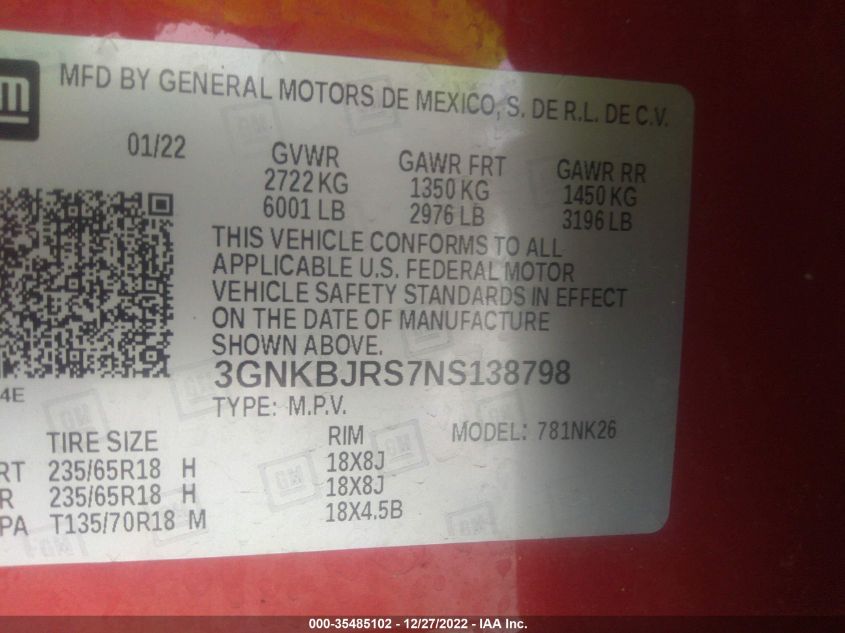 m
MFD BY GENERAL MOTORS DE MEXICO, S. DE R.L. DE C.V.
01/22 GVWR GAWR FRT GAWR RR
2722 KG 1350 KG 1450 KG
6001 LB 2976 LB 3196 LB
THIS VEHICLE CONFORMS TO ALL
APPLICABLE U.S. FEDERAL MOTOR
VEHICLE SAFETY STANDARDS IN EFFECT
ON THE DATE OF MANUFACTURE
SHOWN ABOVE.
3GNKBJRS7NS138798
4E TYPE: M.P.V.
TIRE SIZE RIM MODEL: 781NK26
RT 235/65R18 H 18X8J
R 235/65R18 H 18X8J
PA T135/70R18 M 18X4.5B
000-35485102 - 12/27/2022 - IAA Inc.